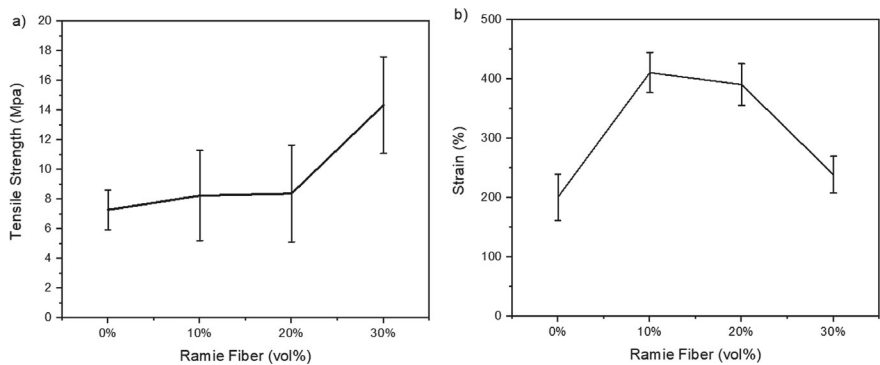 a)
Tensile Strength (Mpa)
20
18
16
14
12
10
8
6
4
2
0
0% 10% 20% 30%
Ramie Fiber (vol%)
b)
Strain (%)
500
400
300
200
100
0
0% 10% 20% 30%
Ramie Fiber (vol%)